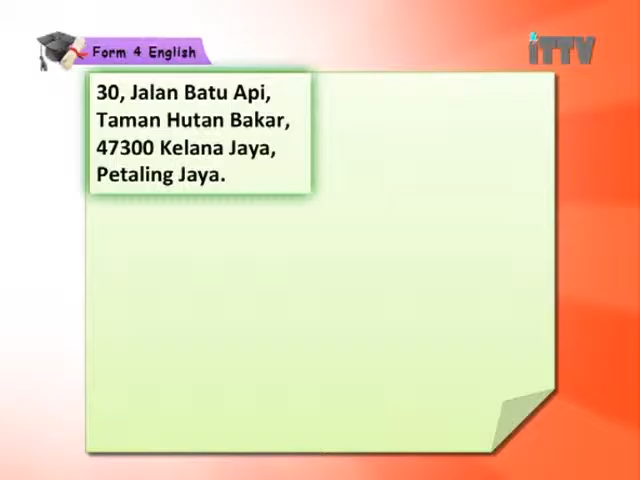 Form 4 English
iTTV
30, Jalan Batu Api,
Taman Hutan Bakar,
47300 Kelana Jaya,
Petaling Jaya.